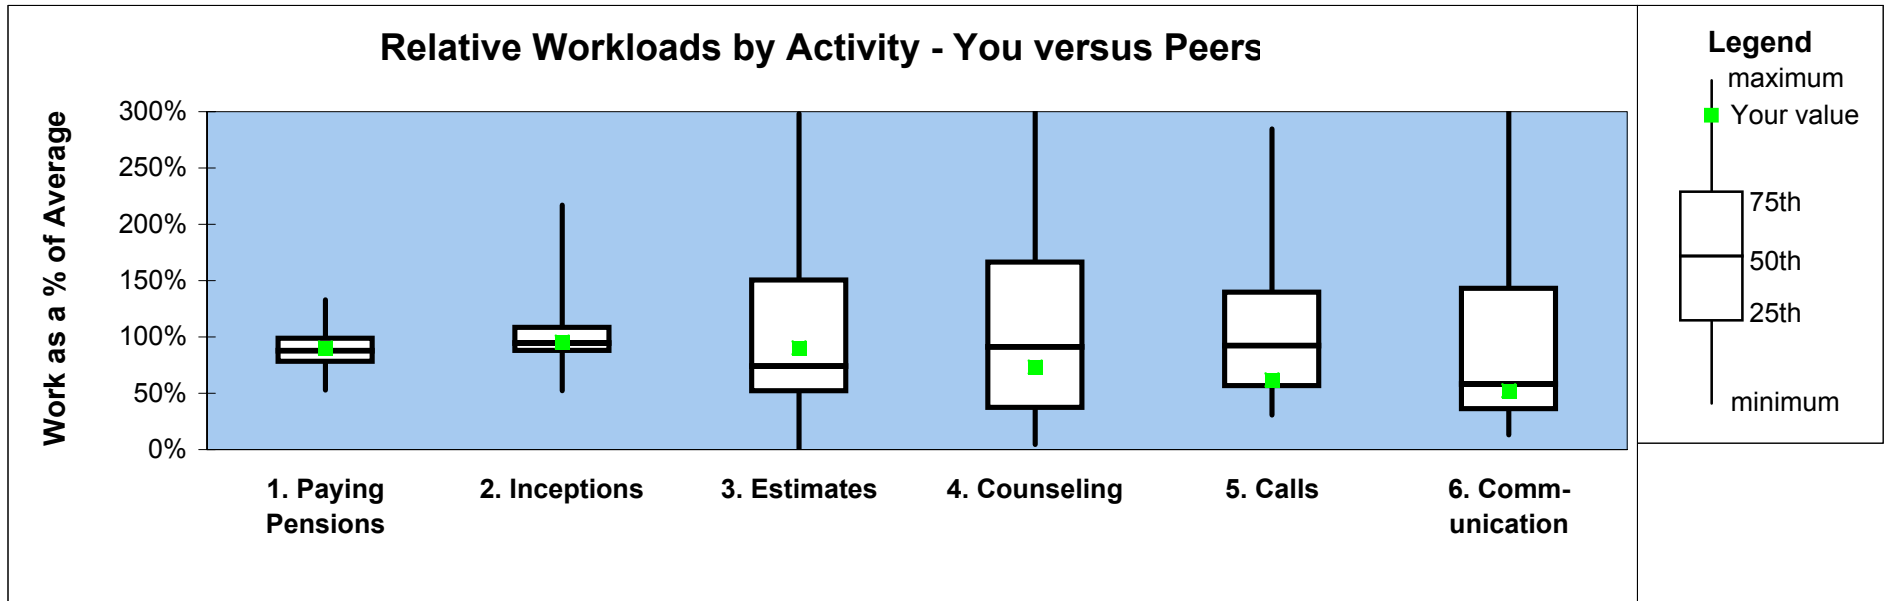 Relative Workloads by Activity - You versus Peers
Work as a % of Average
300%
250%
200%
150%
100%
50%
0%
1. Paying
Pensions
2. Inceptions
3. Estimates
4. Counseling
5. Calls
6. Comm-
unication
Legend
maximum
Your value
75th
50th
25th
minimum